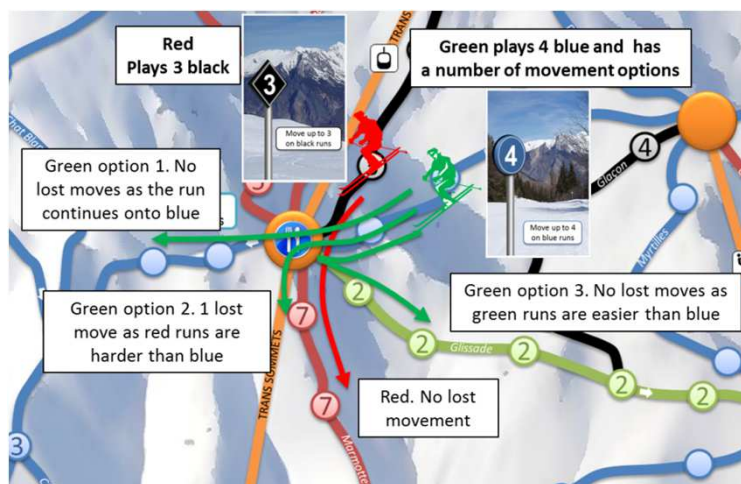 Red
Plays 3 black
3
Move up to 3
on black runs
TRANS
TRANS
Green plays 4 blue and has
a number of movement options
4
Move up to 4
on blue runs
4
Glacon
Myrtilles
Green option 1. No
lost moves as the run
continues onto blue
Green option 2. 1 lost
move as red runs are
harder than blue
Green option 3. No lost moves as
green runs are easier than blue
7
7
2
2
Glissade
2
2
2
TRANS SOMMETS
Red. No lost
movement
Marmotte
3